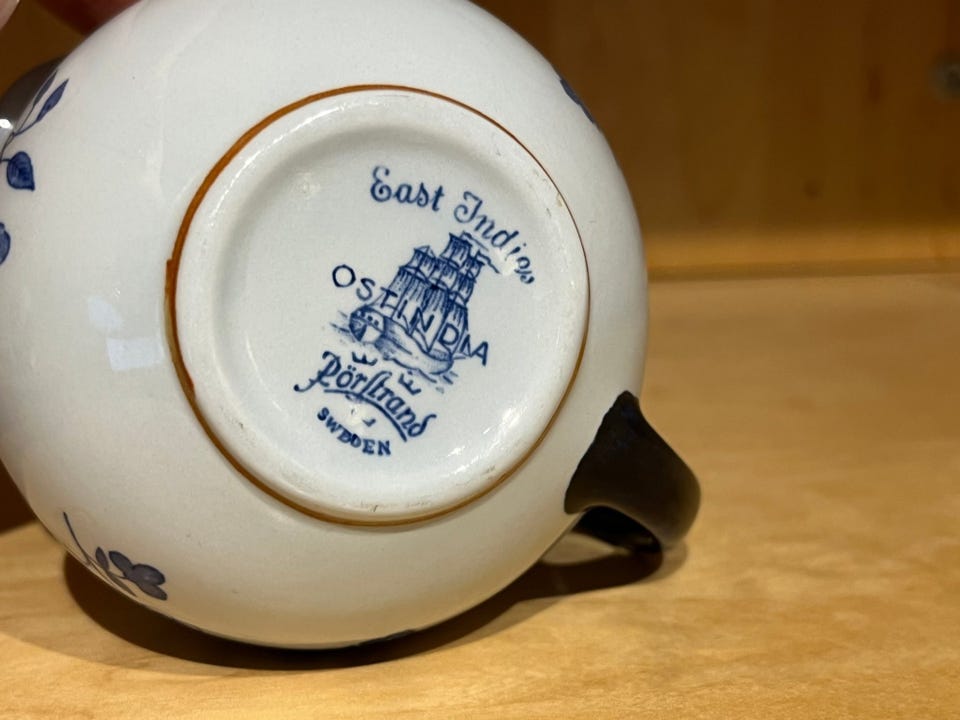 East Indies
OSTINDIA
Rörstrand
SWEDEN